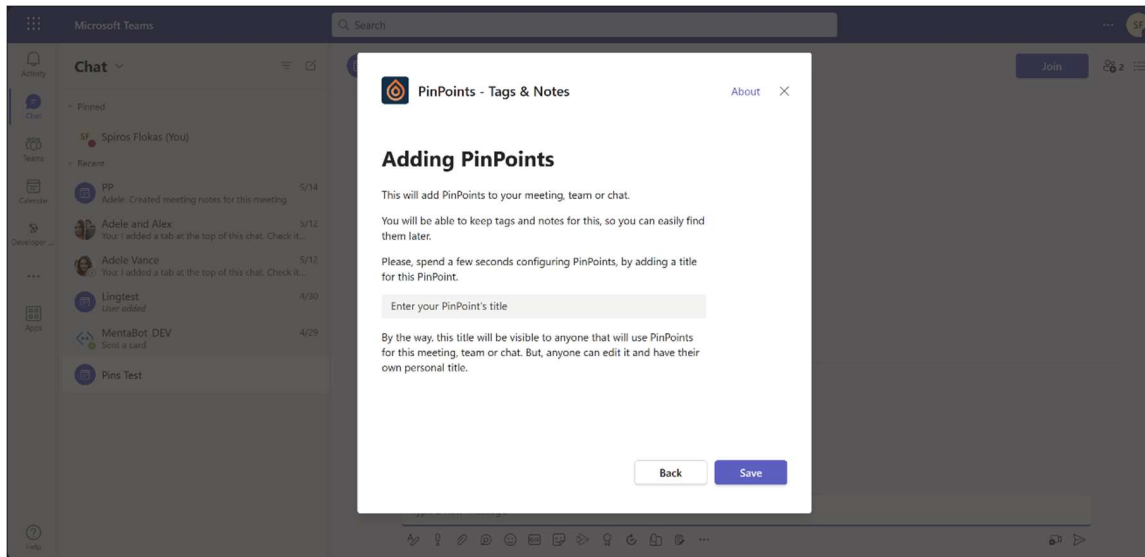 Microsoft Teams
Search
SF
Activity
Chat
Join
2
Pinned
Chat
SF Spiros Flokas (You)
Teams
Recent
PP 5/14
Adele: Created meeting notes for this meeting
Calendar
Adele and Alex 5/12
You: I added a tab at the top of this chat. Check it...
Developer ...
Adele Vance 5/12
You: I added a tab at the top of this chat. Check it...
Lingtest 4/30
User added
Apps
MentaBot DEV 4/29
Sent a card
Pins Test
Help
PinPoints - Tags & Notes
About
Adding PinPoints
This will add PinPoints to your meeting, team or chat.
You will be able to keep tags and notes for this, so you can easily find
them later.
Please, spend a few seconds configuring PinPoints, by adding a title
for this PinPoint.
Enter your PinPoint's title
By the way, this title will be visible to anyone that will use PinPoints
for this meeting, team or chat. But, anyone can edit it and have their
own personal title.
Back
Save